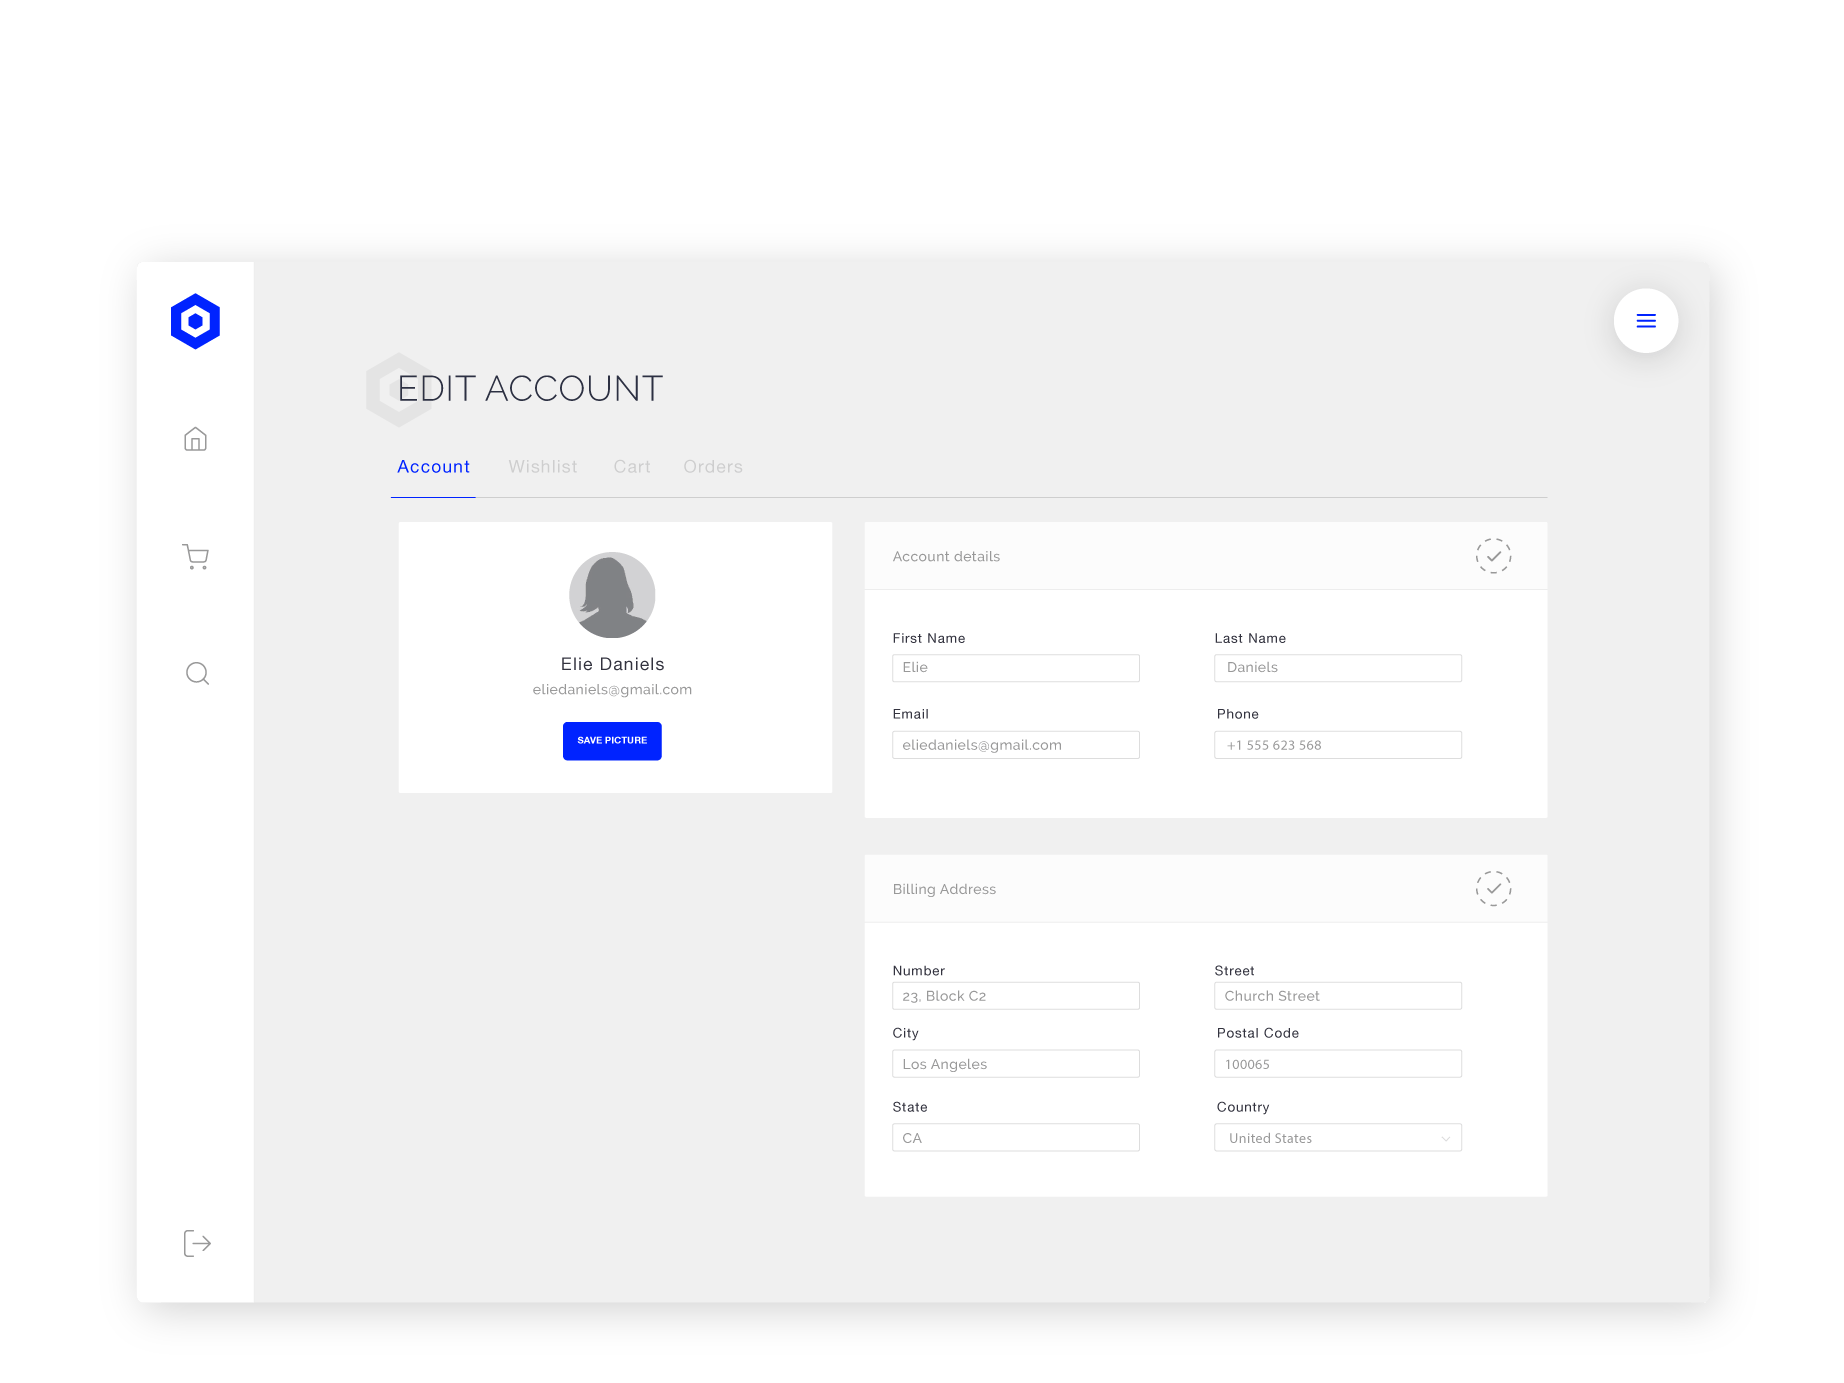 EDIT ACCOUNT
Account Wishlist Cart Orders
Elie Daniels
eliedaniels@gmail.com
SAVE PICTURE
Account details
First Name Last Name
Elie Daniels
Email Phone
eliedaniels@gmail.com +1 555 623 568
Billing Address
Number Street
23, Block C2 Church Street
City Postal Code
Los Angeles 100065
State Country
CA United States